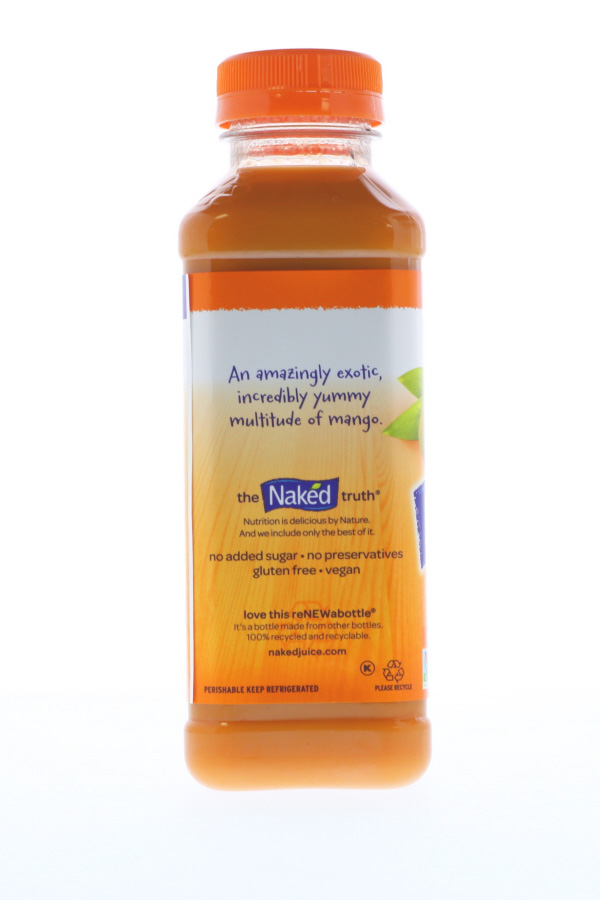 An amazingly exotic,
incredibly yummy
multitude of mango.
the Naked truth®
Nutrition is delicious by Nature.
And we include only the best of it.
no added sugar • no preservatives
gluten free • vegan
love this reNEWabottle®
It's a bottle made from other bottles.
100% recycled and recyclable.
nakedjuice.com
K
PERISHABLE KEEP REFRIGERATED
PLEASE RECYCLE